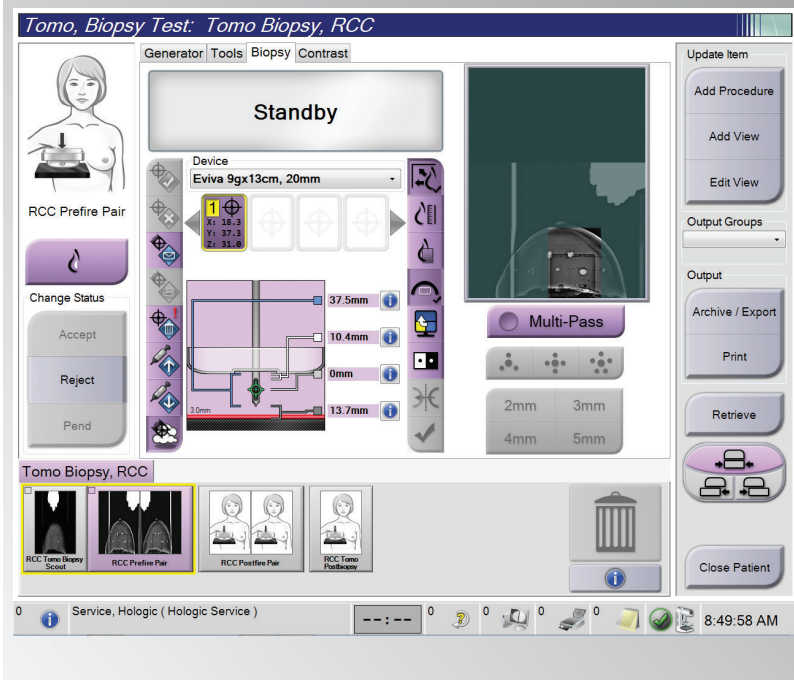 Tomo, Biopsy Test: Tomo Biopsy, RCC
Generator Tools Biopsy Contrast
RCC Prefire Pair
Change Status
Accept
Reject
Pend
Standby
Device
Eviva 9gx13cm, 20mm
1
X: 18.3
Y: 37.3
Z: 31.0
37.5mm
10.4mm
0mm
13.7mm
3.0mm
Multi-Pass
2mm 3mm
4mm 5mm
Update Item
Add Procedure
Add View
Edit View
Output Groups
Output
Archive / Export
Print
Retrieve
Close Patient
Tomo Biopsy, RCC
RCC Tomo Biopsy
Scout
RCC Prefire Pair
RCC Postfire Pair
RCC Tomo
Postbiopsy
0 Service, Hologic ( Hologic Service ) --:-- 0 0 0 0 8:49:58 AM